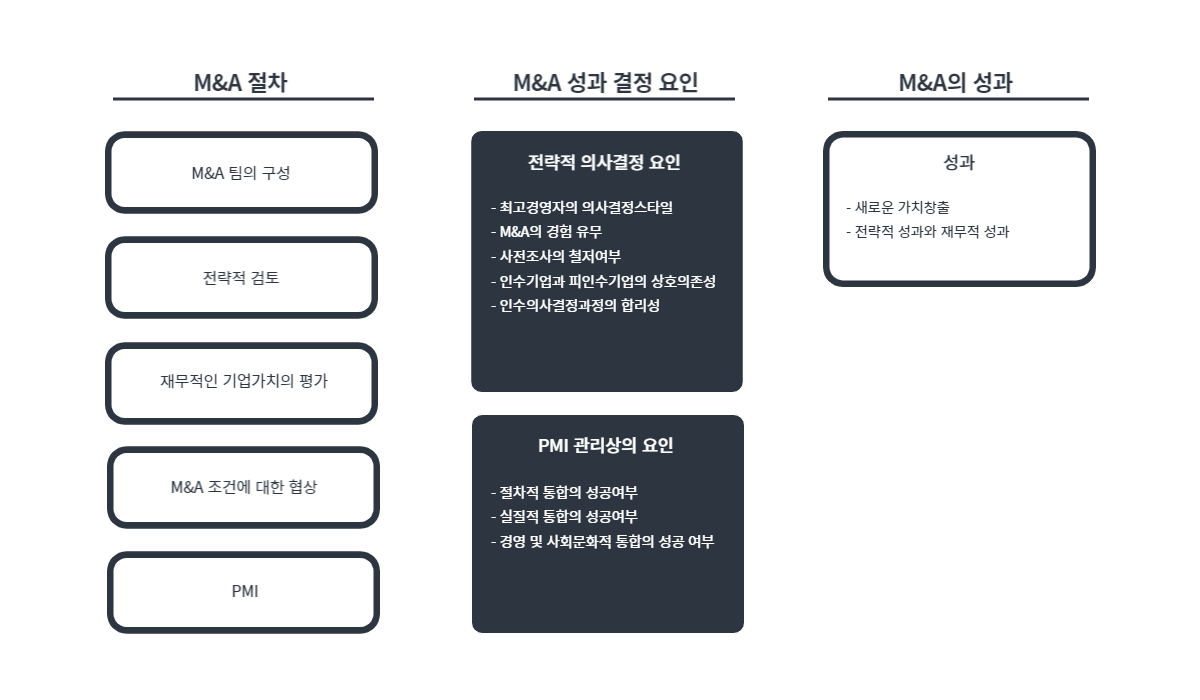 M&A 절차
M&A 팀의 구성
전략적 검토
재무적인 기업가치의 평가
M&A 조건에 대한 협상
PMI
M&A 성과 결정 요인
전략적 의사결정 요인
- 최고경영자의 의사결정스타일
- M&A의 경험 유무
- 사전조사의 철저여부
- 인수기업과 피인수기업의 상호의존성
- 인수의사결정과정의 합리성
PMI 관리상의 요인
- 절차적 통합의 성공여부
- 실질적 통합의 성공여부
- 경영 및 사회문화적 통합의 성공 여부
M&A의 성과
성과
- 새로운 가치창출
- 전략적 성과와 재무적 성과